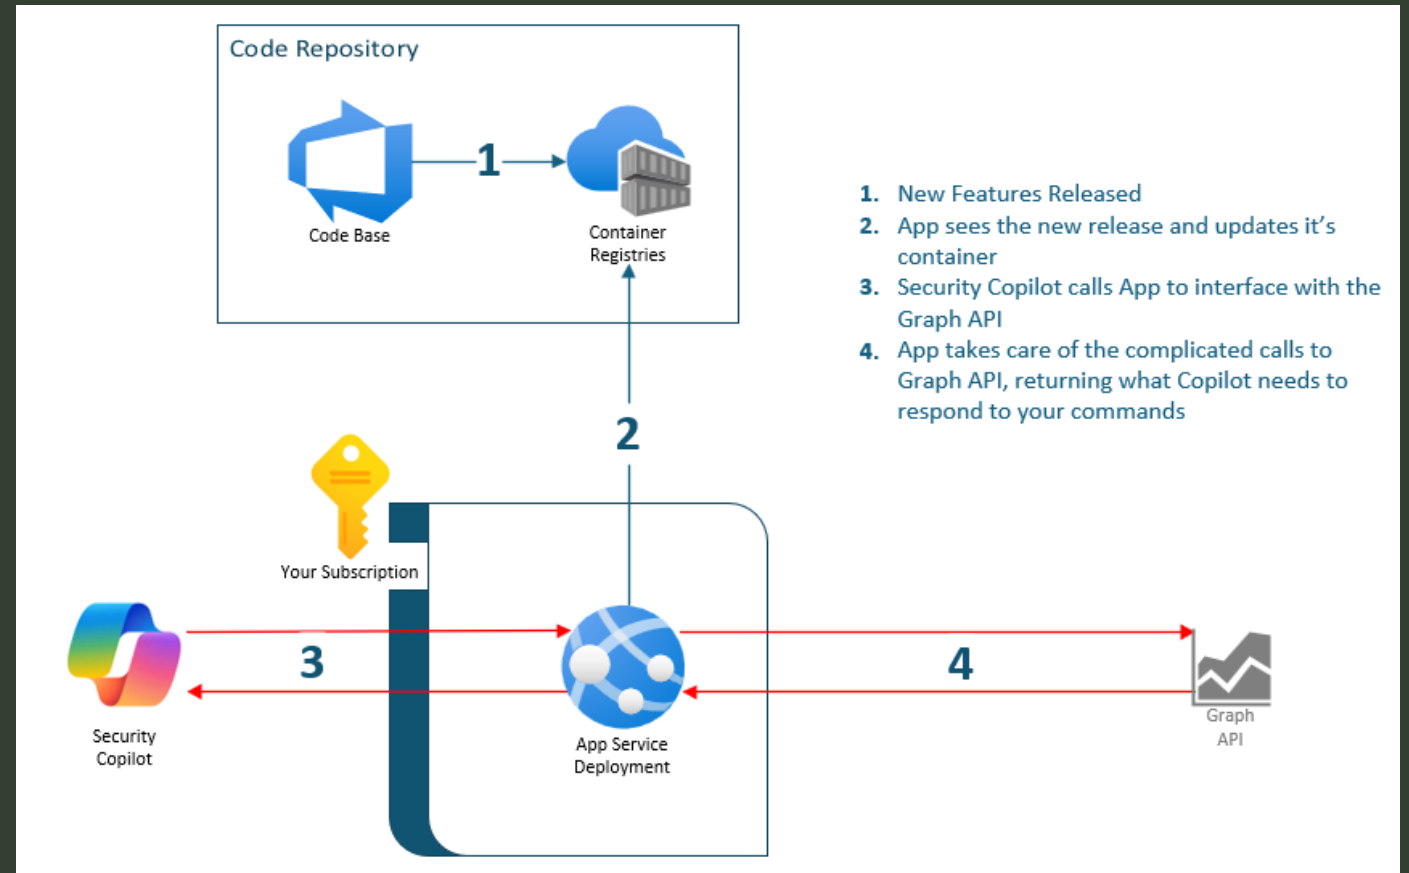 Code Repository
1
Code Base
Container
Registries
1. New Features Released
2. App sees the new release and updates it's
container
3. Security Copilot calls App to interface with the
Graph API
4. App takes care of the complicated calls to
Graph API, returning what Copilot needs to
respond to your commands
2
Your Subscription
3
4
Security
Copilot
App Service
Deployment
Graph
API